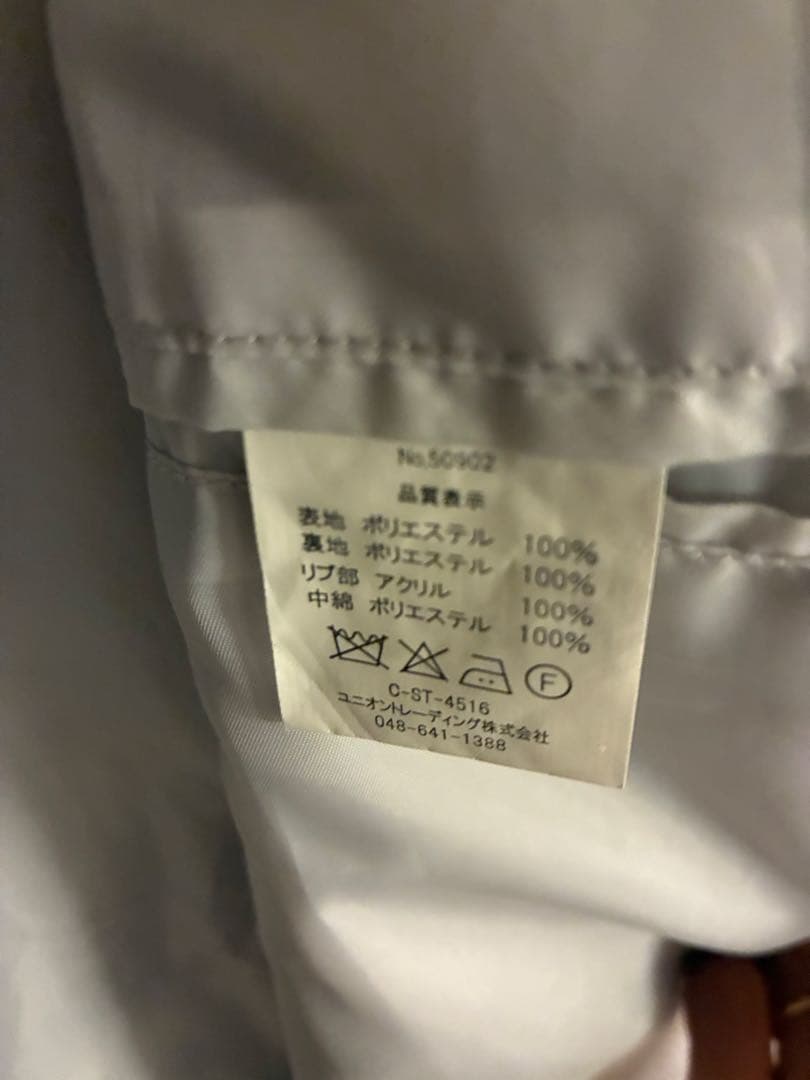 No.50902
品質表示
表地 ポリエステル 100%
裏地 ポリエステル 100%
リブ部 アクリル 100%
中綿 ポリエステル 100%
F
C-ST-4516
ユニオントレーディング株式会社
048-641-1388